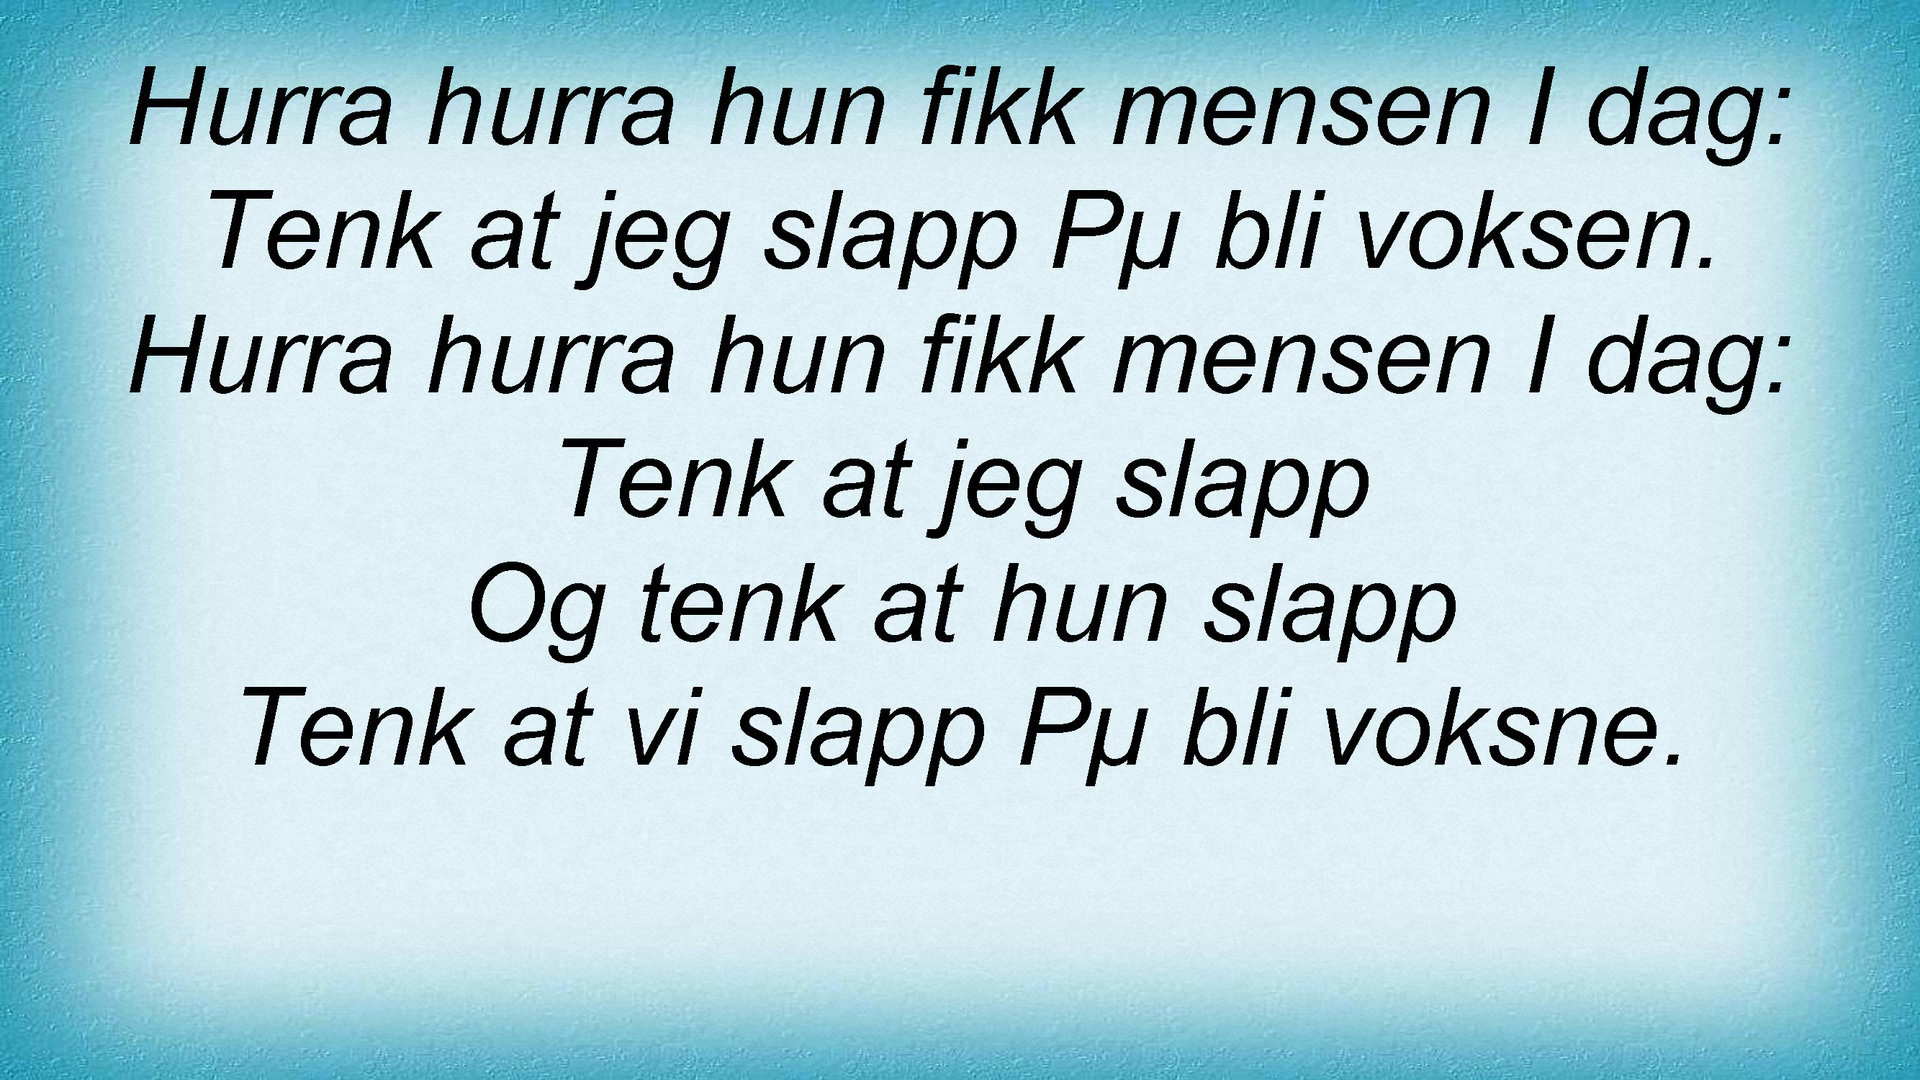 Hurra hurra hun fikk mensen I dag:
Tenk at jeg slapp Pµ bli voksen.
Hurra hurra hun fikk mensen I dag:
Tenk at jeg slapp
Og tenk at hun slapp
Tenk at vi slapp Pµ bli voksne.